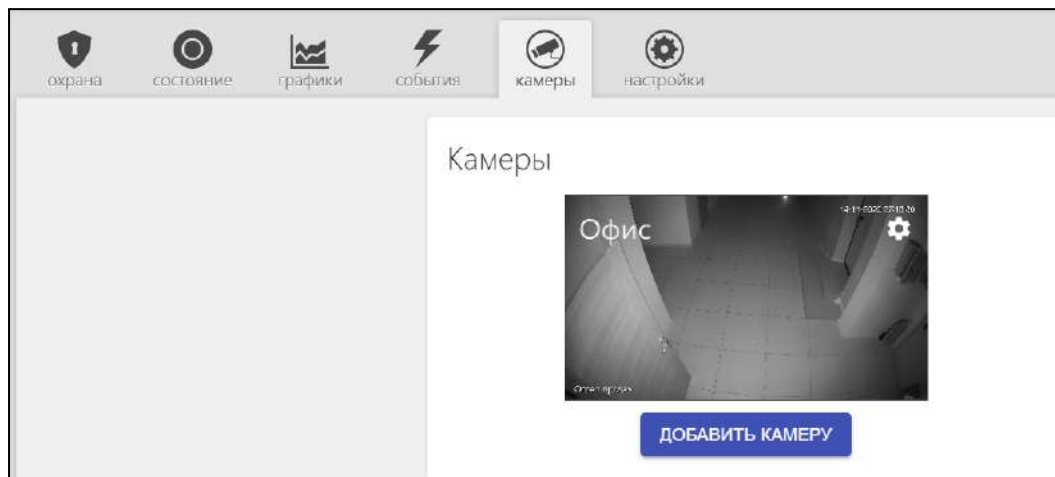 охрана
состояние
графики
события
камеры
настройки
Камеры
Офис
ДОБАВИТЬ КАМЕРУ